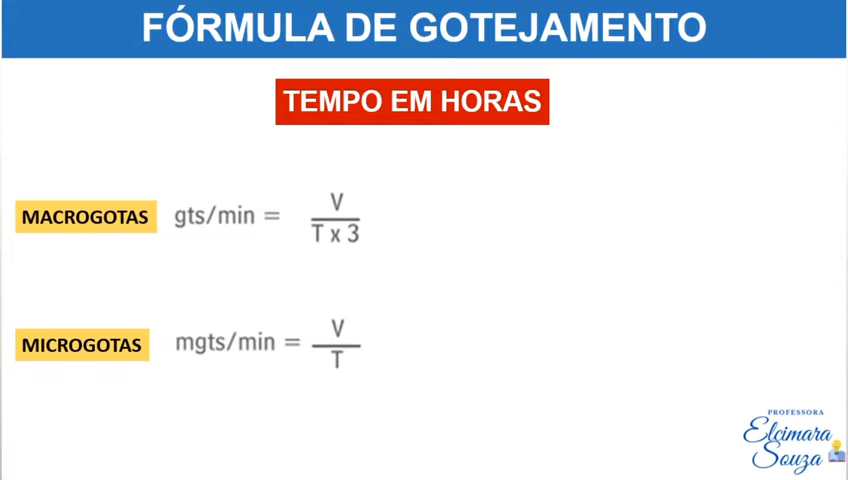 FÓRMULA DE GOTEJAMENTO
TEMPO EM HORAS
MACROGOTAS gts/min = V
T x 3
MICROGOTAS mgts/min = V
T
PROFESSORA
Elcimara
Souza